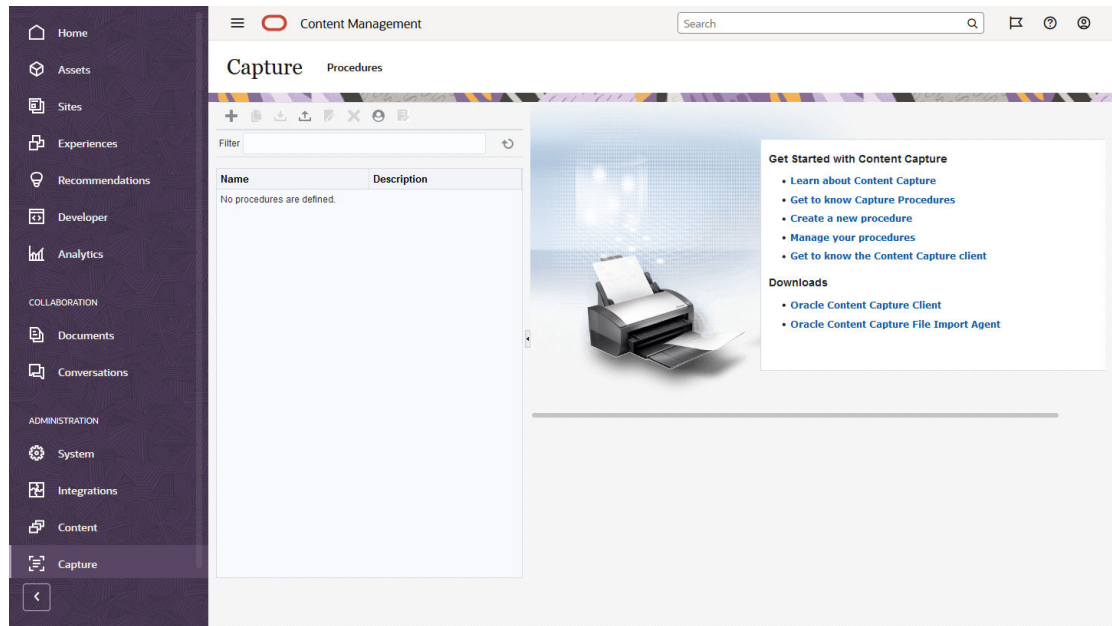 Home
Assets
Sites
Experiences
Recommendations
Developer
Analytics
COLLABORATION
Documents
Conversations
ADMINISTRATION
System
Integrations
Content
Capture
Content Management
Search
Capture Procedures
Filter
Name Description
No procedures are defined.
Get Started with Content Capture
• Learn about Content Capture
• Get to know Capture Procedures
• Create a new procedure
• Manage your procedures
• Get to know the Content Capture client
Downloads
• Oracle Content Capture Client
• Oracle Content Capture File Import Agent